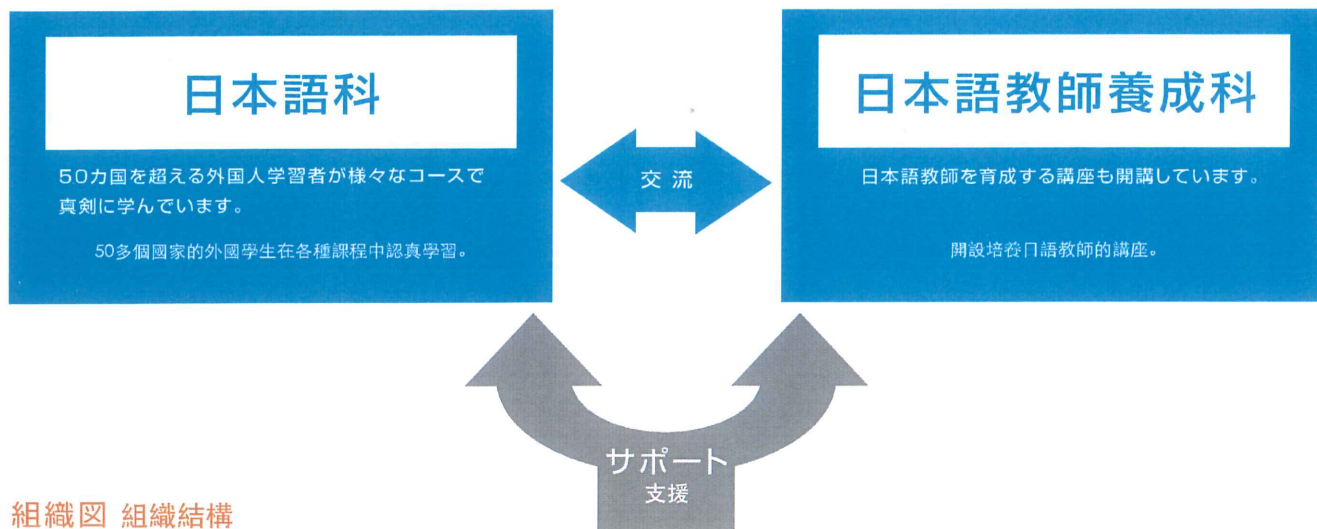 日本語科
50カ国を超える外国人学習者が様々なコースで
真剣に学んでいます。
50多個國家的外國學生在各種課程中認真學習。
交流
日本語教師養成科
日本語教師を育成する講座も開講しています。
開設培養日語教師的講座。
サポート
支援
組織図 組織結構